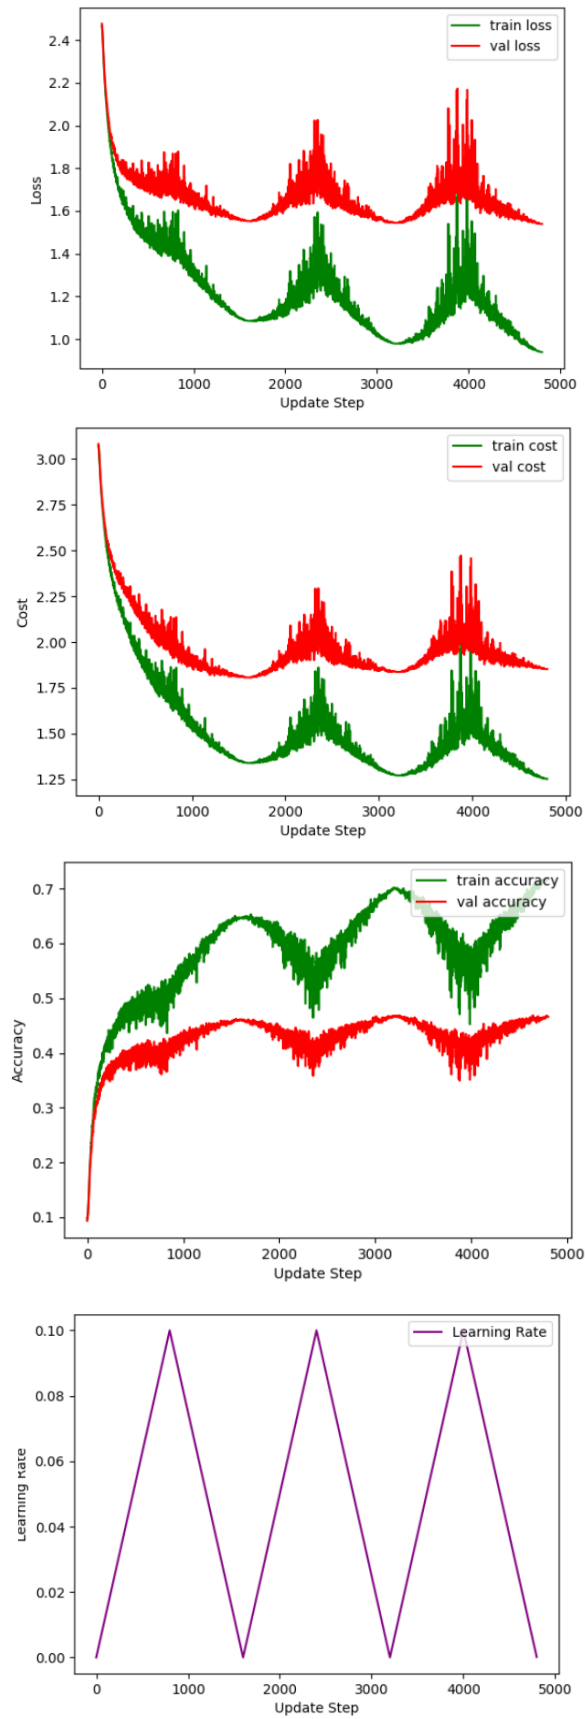 2.4
2.2
2.0
1.8
1.6
1.4
1.2
1.0
Loss
train loss
val loss
0 1000 2000 3000 4000 5000
Update Step
3.00
2.75
2.50
2.25
2.00
1.75
1.50
1.25
Cost
train cost
val cost
0 1000 2000 3000 4000 5000
Update Step
0.7
0.6
0.5
0.4
0.3
0.2
0.1
Accuracy
train accuracy
val accuracy
0 1000 2000 3000 4000 5000
Update Step
0.10
0.08
0.06
0.04
0.02
0.00
Learning Rate
Learning Rate
0 1000 2000 3000 4000 5000
Update Step